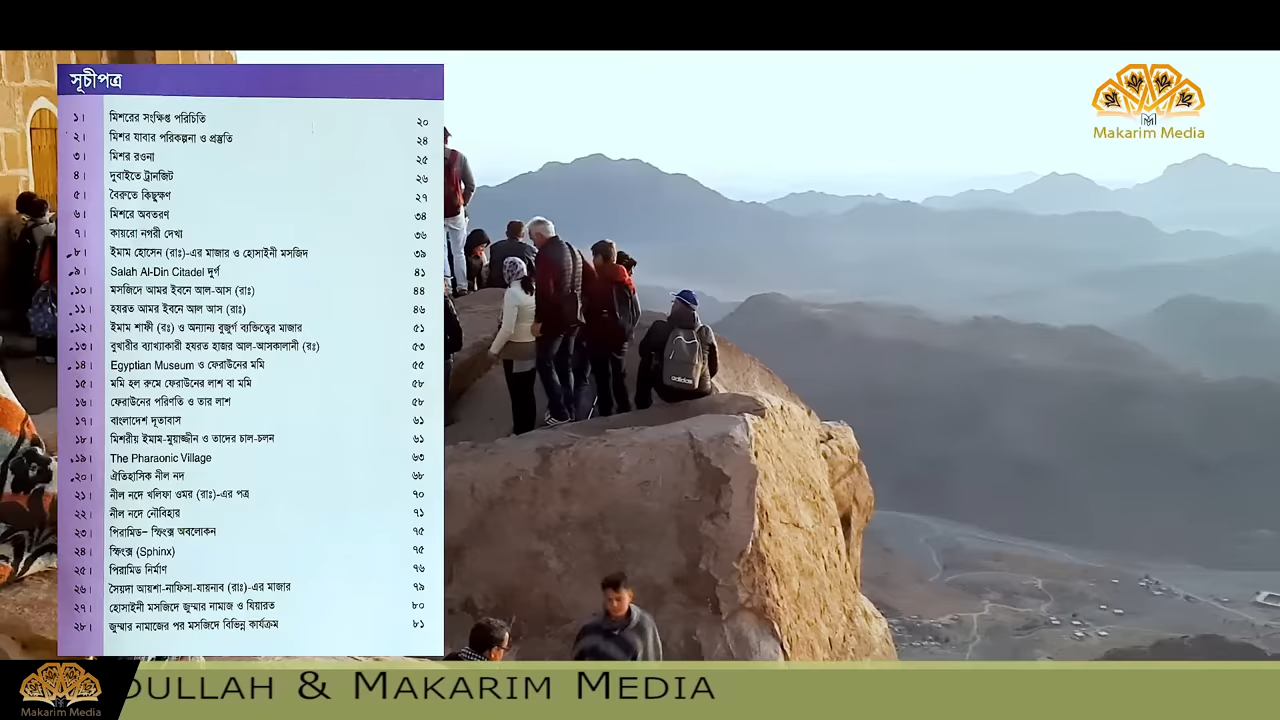 সূচীপত্র
১। মিশরের সংক্ষিপ্ত পরিচিতি ২০
২। মিশর যাবার পরিকল্পনা ও প্রস্তুতি ২৪
৩। মিশর রওনা ২৫
৪। দুবাইতে ট্রানজিট ২৬
৫। বৈরুতে কিছুক্ষণ ২৭
৬। মিশরে অবতরণ ৩৪
৭। কায়রো নগরী দেখা ৩৬
৮। ইমাম হোসেন (রাঃ)-এর মাজার ও হোসাইনী মসজিদ ৩৯
৯। Salah Al-Din Citadel দুর্গ ৪১
১০। মসজিদে আমর ইবনে আল-আস (রাঃ) ৪৪
১১। হযরত আমর ইবনে আল আস (রাঃ) ৪৬
১২। ইমাম শাফী (রঃ) ও অন্যান্য বুজুর্গ ব্যক্তিত্বের মাজার ৫১
১৩। বুখারীর ব্যাখ্যাকারী হযরত হাজর আল-আসকালানী (রঃ) ৫৩
১৪। Egyptian Museum ও ফেরাউনের মমি ৫৫
১৫। মমি হল রুমে ফেরাউনের লাশ বা মমি ৫৮
১৬। ফেরাউনের পরিণতি ও তার লাশ ৫৮
১৭। বাংলাদেশ দূতাবাস ৬১
১৮। মিশরীয় ইমাম-মুয়াজ্জীন ও তাদের চাল-চলন ৬১
১৯। The Pharaonic Village ৬৩
২০। ঐতিহাসিক নীল নদ ৬৮
২১। নীল নদে খলিফা ওমর (রাঃ)-এর পত্র ৭০
২২। নীল নদে নৌবিহার ৭১
২৩। পিরামিড– স্ফিংক্স অবলোকন ৭৫
২৪। স্ফিংক্স (Sphinx) ৭৫
২৫। পিরামিড নির্মাণ ৭৬
২৬। সৈয়দা আয়শা-নাফিসা-যায়নাব (রাঃ)-এর মাজার ৭৯
২৭। হোসাইনী মসজিদে জুম্মার নামাজ ও যিয়ারত ৮০
২৮। জুম্মার নামাজের পর মসজিদে বিভিন্ন কার্যক্রম ৮১
Makarim Media
adidas
DULLAH & MAKARIM MEDIA
Makarim Media